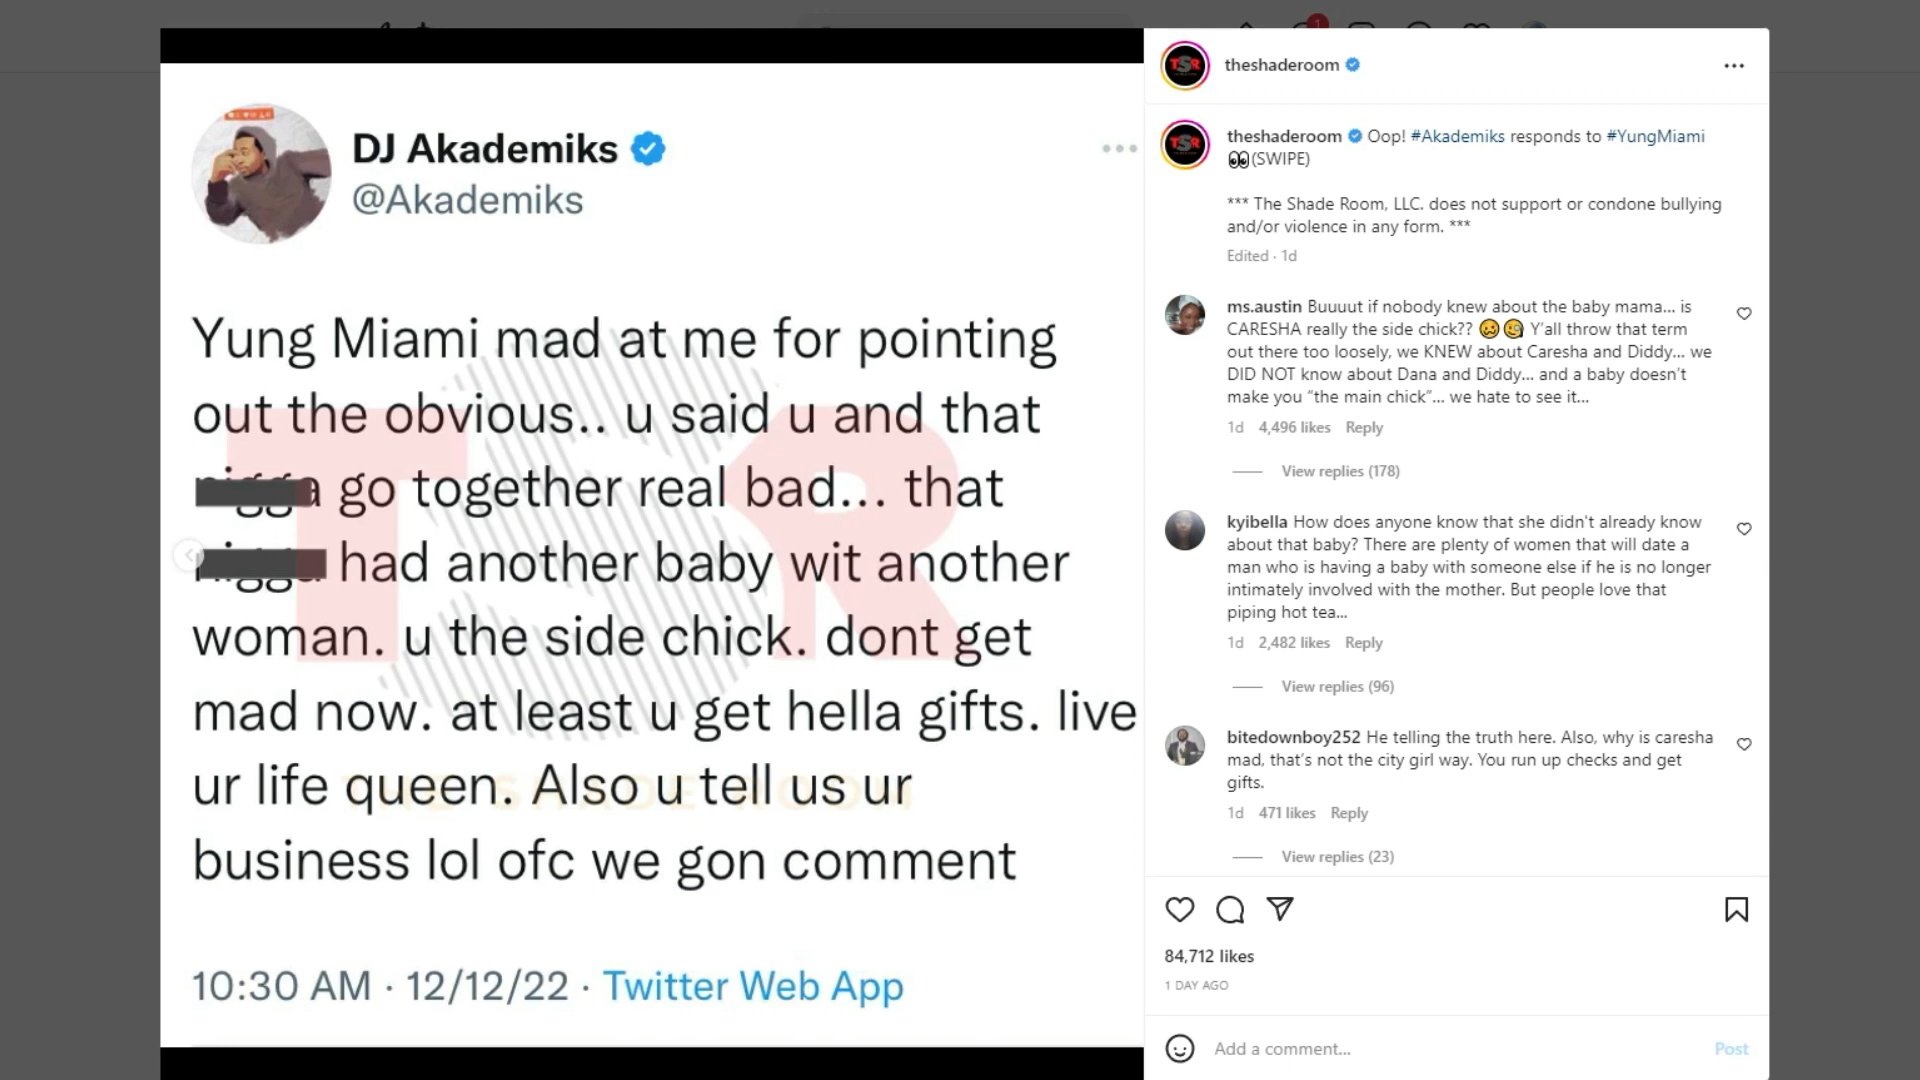 1
DJ Akademiks
@Akademiks
Yung Miami mad at me for pointing
out the obvious.. u said u and that
nigga go together real bad... that
nigga had another baby wit another
woman. u the side chick. dont get
mad now. at least u get hella gifts. live
ur life queen. Also u tell us ur
business lol ofc we gon comment
10:30 AM · 12/12/22 · Twitter Web App
TSR
theshaderoom
theshaderoom Oop! #Akademiks responds to #YungMiami
👀(SWIPE)
*** The Shade Room, LLC. does not support or condone bullying
and/or violence in any form. ***
Edited · 1d
ms.austin Buuuut if nobody knew about the baby mama... is
CARESHA really the side chick?? 🥴🧐 Y'all throw that term
out there too loosely, we KNEW about Caresha and Diddy... we
DID NOT know about Dana and Diddy... and a baby doesn't
make you "the main chick"... we hate to see it...
1d 4,496 likes Reply
View replies (178)
kyibella How does anyone know that she didn't already know
about that baby? There are plenty of women that will date a
man who is having a baby with someone else if he is no longer
intimately involved with the mother. But people love that
piping hot tea...
1d 2,482 likes Reply
View replies (96)
bitedownboy252 He telling the truth here. Also, why is caresha
mad, that's not the city girl way. You run up checks and get
gifts.
1d 471 likes Reply
View replies (23)
84,712 likes
1 DAY AGO
Add a comment...
Post